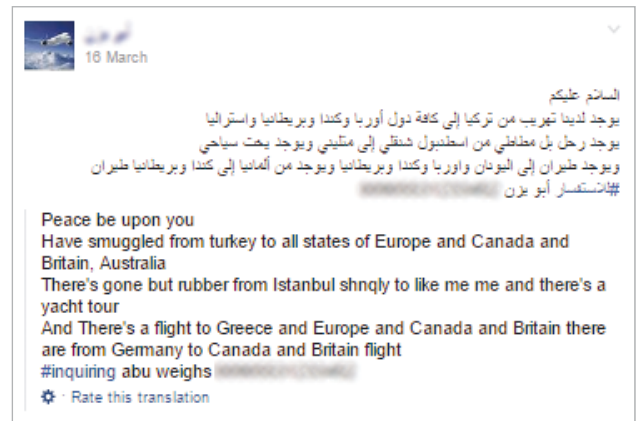 16 March
السلام عليكم
يوجد لدينا تهريب من تركيا إلى كافة دول أوربا وكندا وبريطانيا واستراليا
يوجد رحل بل مطاطي من اسطنبول شنقلي إلى متليني ويوجد يخت سياحي
ويوجد طيران إلى اليونان واوربا وكندا وبريطانيا ويوجد من ألمانيا إلى كندا وبريطانيا طيران
#للاستفسار أبو يزن
Peace be upon you
Have smuggled from turkey to all states of Europe and Canada and
Britain, Australia
There's gone but rubber from Istanbul shnqly to like me me and there's a
yacht tour
And There's a flight to Greece and Europe and Canada and Britain there
are from Germany to Canada and Britain flight
#inquiring abu weighs
Rate this translation